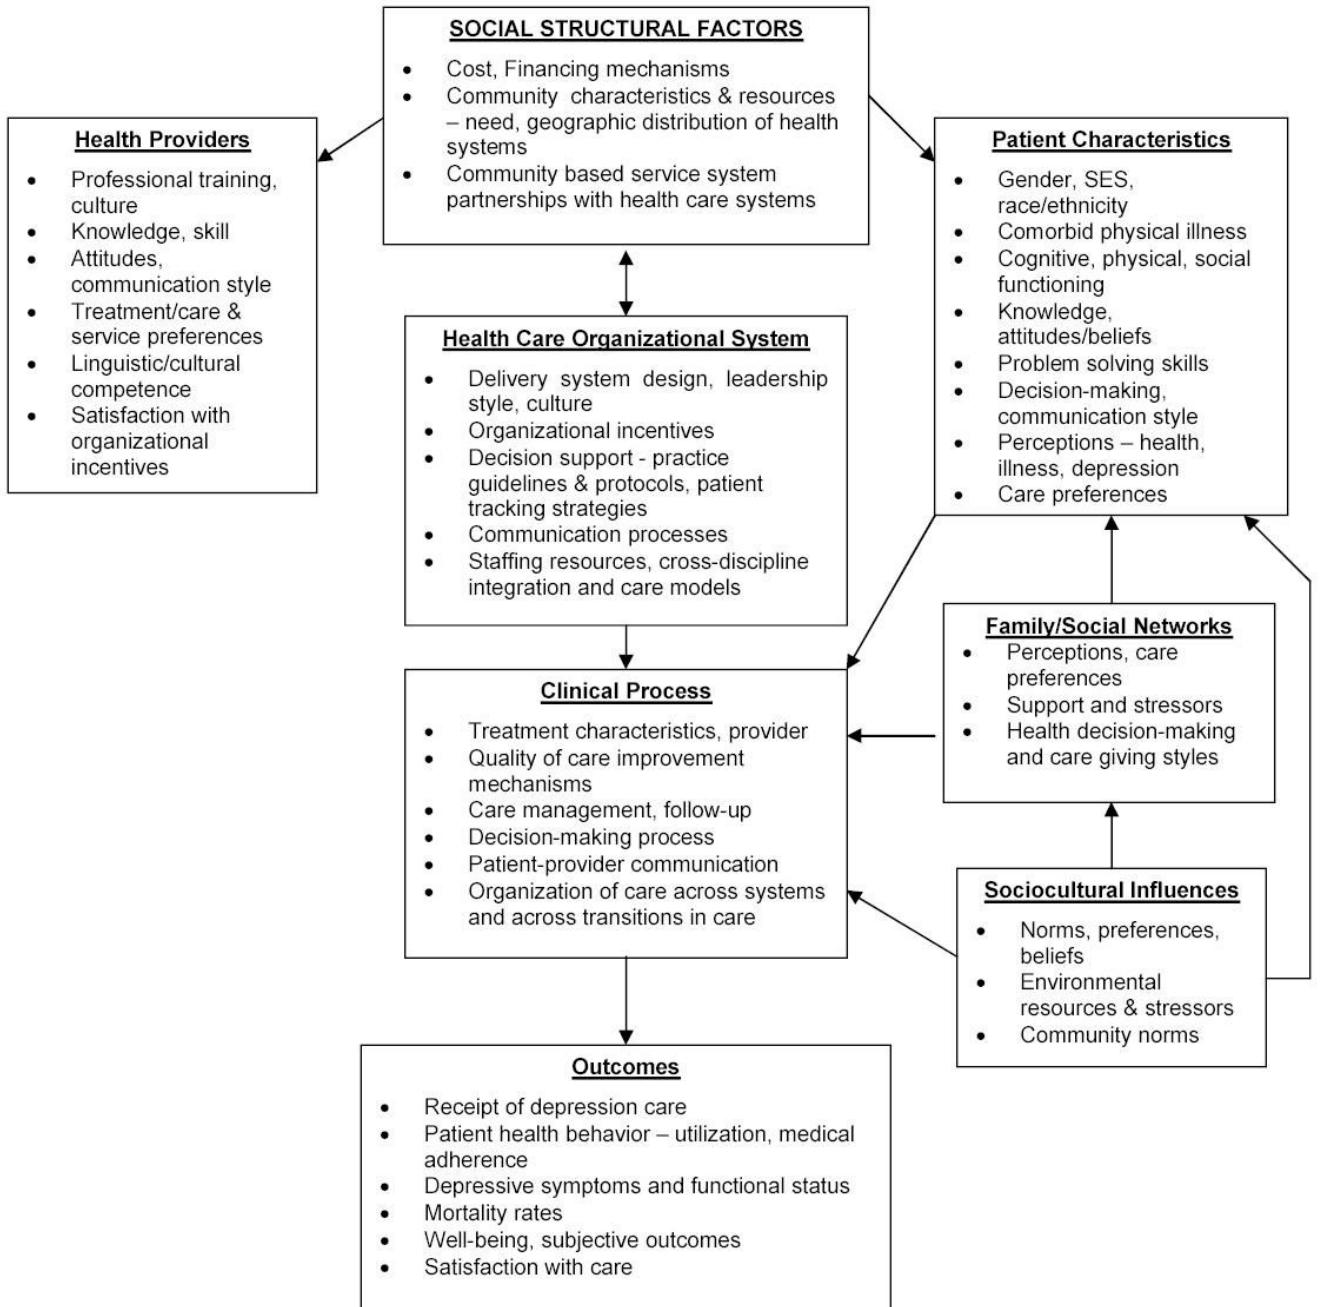 SOCIAL STRUCTURAL FACTORS
• Cost, Financing mechanisms
• Community characteristics & resources
– need, geographic distribution of health
systems
• Community based service system
partnerships with health care systems
Health Providers
• Professional training,
culture
• Knowledge, skill
• Attitudes,
communication style
• Treatment/care &
service preferences
• Linguistic/cultural
competence
• Satisfaction with
organizational
incentives
Patient Characteristics
• Gender, SES,
race/ethnicity
• Comorbid physical illness
• Cognitive, physical, social
functioning
• Knowledge,
attitudes/beliefs
• Problem solving skills
• Decision-making,
communication style
• Perceptions – health,
illness, depression
• Care preferences
Health Care Organizational System
• Delivery system design, leadership
style, culture
• Organizational incentives
• Decision support - practice
guidelines & protocols, patient
tracking strategies
• Communication processes
• Staffing resources, cross-discipline
integration and care models
Family/Social Networks
• Perceptions, care
preferences
• Support and stressors
• Health decision-making
and care giving styles
Clinical Process
• Treatment characteristics, provider
• Quality of care improvement
mechanisms
• Care management, follow-up
• Decision-making process
• Patient-provider communication
• Organization of care across systems
and across transitions in care
Sociocultural Influences
• Norms, preferences,
beliefs
• Environmental
resources & stressors
• Community norms
Outcomes
• Receipt of depression care
• Patient health behavior – utilization, medical
adherence
• Depressive symptoms and functional status
• Mortality rates
• Well-being, subjective outcomes
• Satisfaction with care